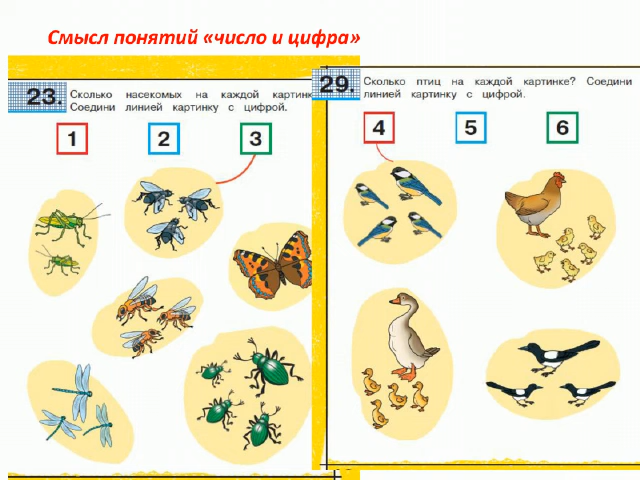 Смысл понятий «число и цифра»
23. Сколько насекомых на каждой картинк
Соедини линией картинку с цифрой.
1 2 3
29. Сколько птиц на каждой картинке? Соедини
линией картинку с цифрой.
4 5 6